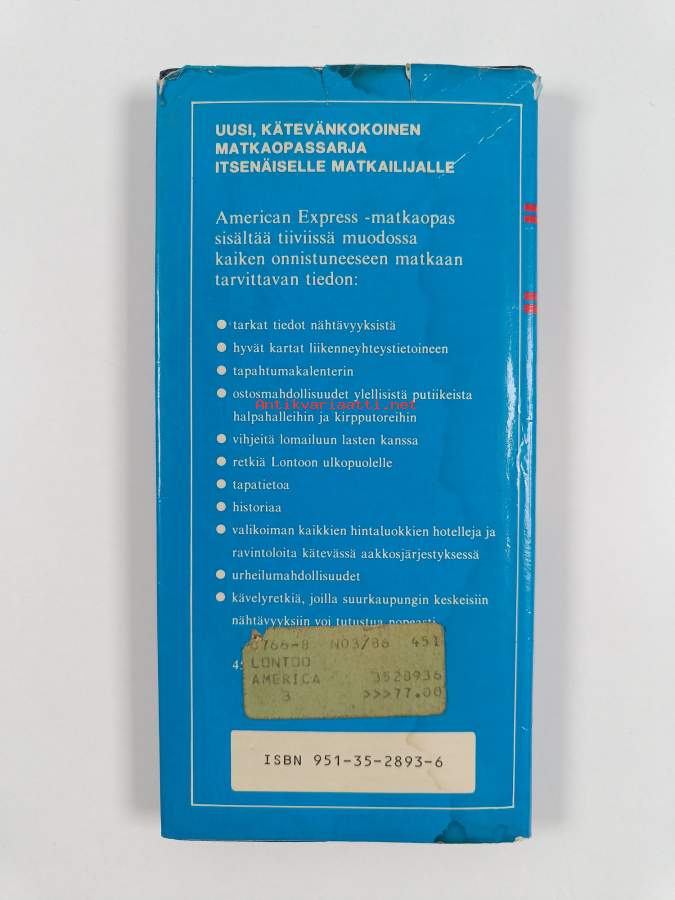 UUSI, KÄTEVÄNKOKOINEN
MATKAOPASSARJA
ITSENÄISELLE MATKAILIJALLE
American Express -matkaopas
sisältää tiiviissä muodossa
kaiken onnistuneeseen matkaan
tarvittavan tiedon:
● tarkat tiedot nähtävyyksistä
● hyvät kartat liikenneyhteystietoineen
● tapahtumakalenterin
● ostosmahdollisuudet ylellisistä putiikeista
Antikvariaatti.net
halpahalleihin ja kirpputoreihin
● vihjeitä lomailuun lasten kanssa
● retkiä Lontoon ulkopuolelle
● tapatietoa
● historiaa
● valikoiman kaikkien hintaluokkien hotelleja ja
ravintoloita kätevässä aakkosjärjestyksessä
● urheilumahdollisuudet
● kävelyretkiä, joilla suurkaupungin keskeisiin
nähtävyyksiin voi tutustua nopeasti
0766-8 N03/86 451
LONTOO
AMERICA 3528936
3 >>>77.00
ISBN 951-35-2893-6